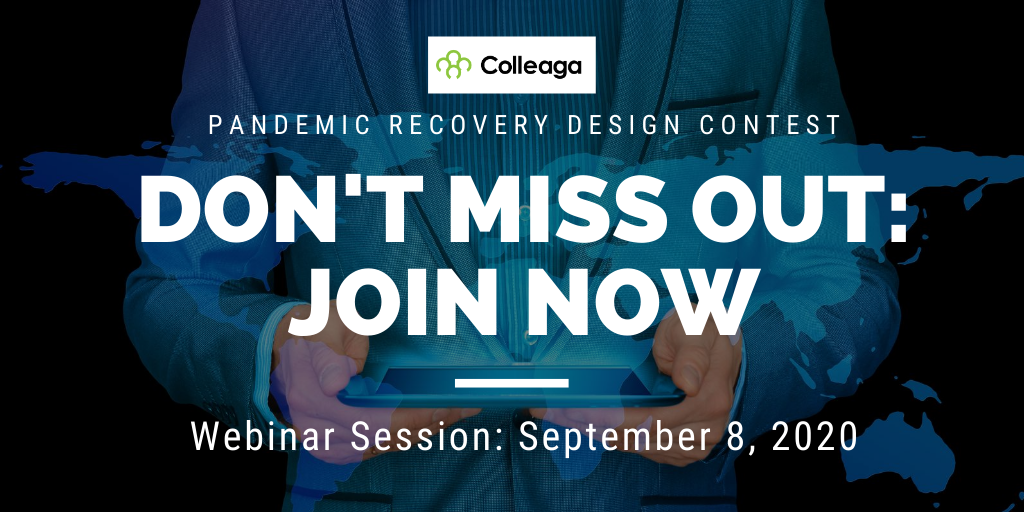 Colleaga
PANDEMIC RECOVERY DESIGN CONTEST
DON'T MISS OUT:
JOIN NOW
Webinar Session: September 8, 2020